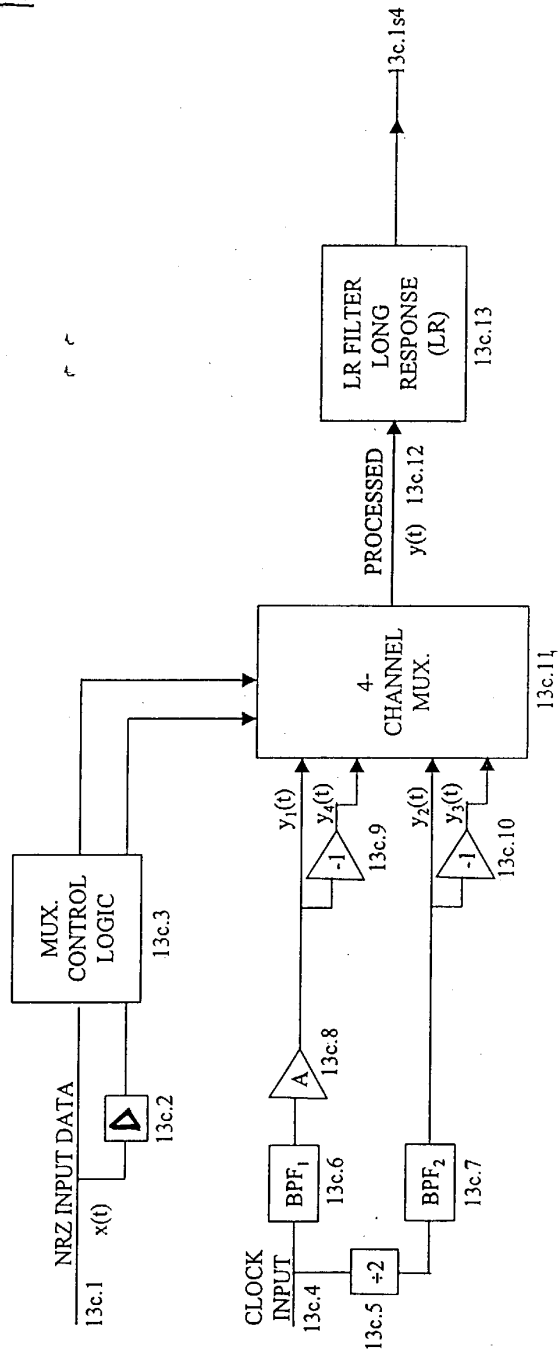 NRZ INPUT DATA
x(t)
13c.1
13c.2
MUX.
CONTROL
LOGIC
13c.3
CLOCK
INPUT
13c.4
÷2
13c.5
BPF₁
13c.6
BPF₂
13c.7
A
13c.8
-1
13c.9
-1
13c.10
y₁(t)
y₄(t)
y₂(t)
y₃(t)
4-
CHANNEL
MUX.
13c.11
PROCESSED
y(t) 13c.12
LR FILTER
LONG
RESPONSE
(LR)
13c.13
13c.1s4